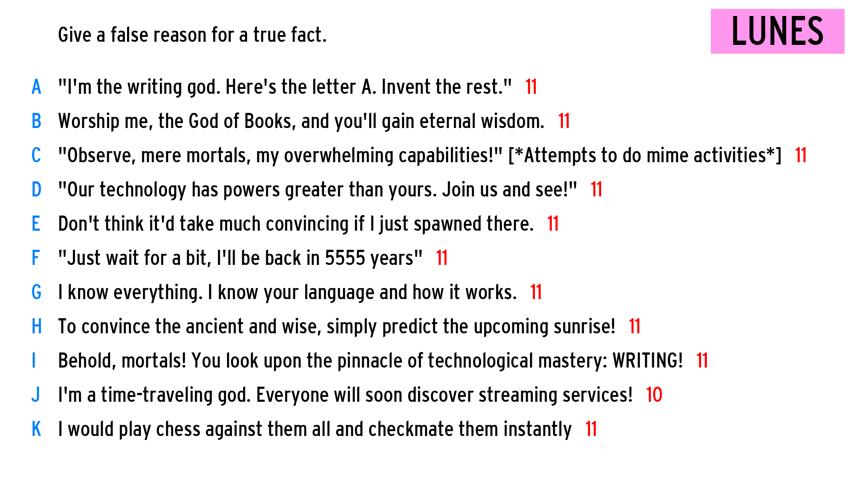 Give a false reason for a true fact.
LUNES
A "I'm the writing god. Here's the letter A. Invent the rest." 11
B Worship me, the God of Books, and you'll gain eternal wisdom. 11
C "Observe, mere mortals, my overwhelming capabilities!" [*Attempts to do mime activities*] 11
D "Our technology has powers greater than yours. Join us and see!" 11
E Don't think it'd take much convincing if I just spawned there. 11
F "Just wait for a bit, I'll be back in 5555 years" 11
G I know everything. I know your language and how it works. 11
H To convince the ancient and wise, simply predict the upcoming sunrise! 11
I Behold, mortals! You look upon the pinnacle of technological mastery: WRITING! 11
J I'm a time-traveling god. Everyone will soon discover streaming services! 10
K I would play chess against them all and checkmate them instantly 11